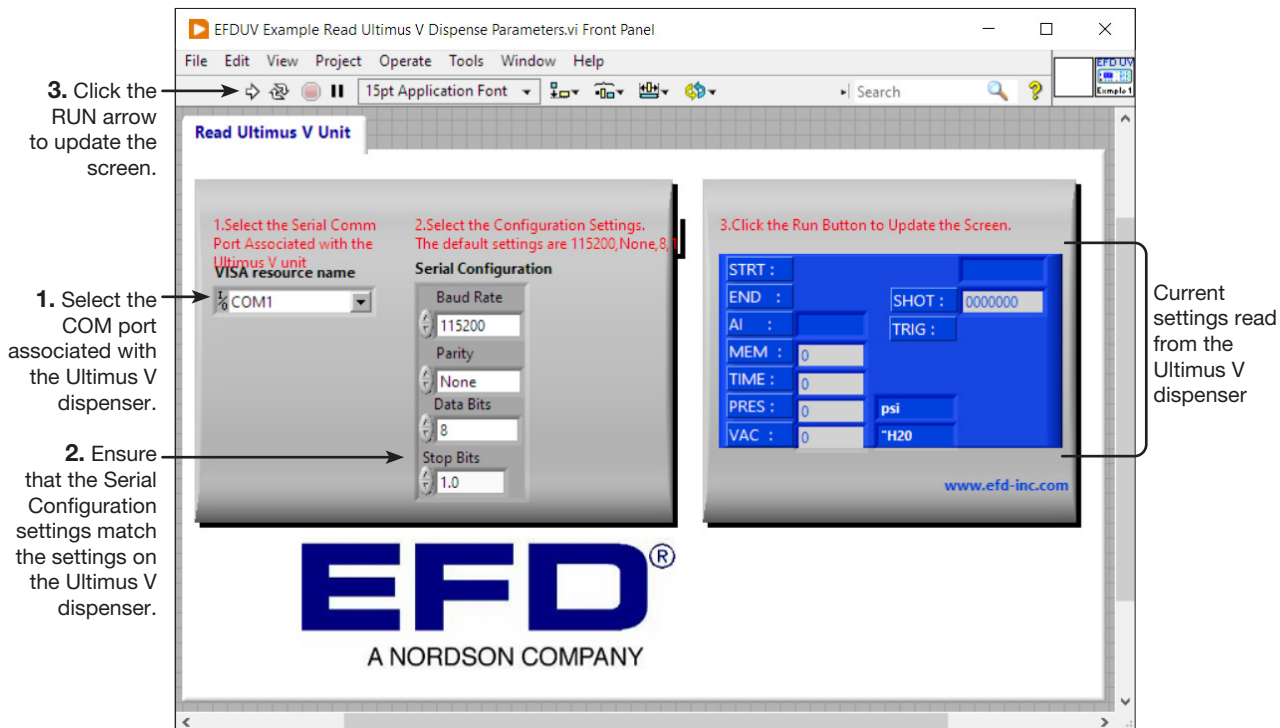 EFDUV Example Read Ultimus V Dispense Parameters.vi Front Panel
File Edit View Project Operate Tools Window Help
15pt Application Font
Search
EFD UV
Exmple 1
3. Click the
RUN arrow
to update the
screen.
Read Ultimus V Unit
1.Select the Serial Comm
Port Associated with the
Ultimus V unit
VISA resource name
COM1
2.Select the Configuration Settings.
The default settings are 115200,None,8,1
Serial Configuration
Baud Rate
115200
Parity
None
Data Bits
8
Stop Bits
1.0
3.Click the Run Button to Update the Screen.
STRT :
END :
SHOT : 0000000
AI :
TRIG :
MEM : 0
TIME : 0
PRES : 0 psi
VAC : 0 "H20
www.efd-inc.com
1. Select the
COM port
associated with
the Ultimus V
dispenser.
2. Ensure
that the Serial
Configuration
settings match
the settings on
the Ultimus V
dispenser.
Current
settings read
from the
Ultimus V
dispenser
EFD®
A NORDSON COMPANY